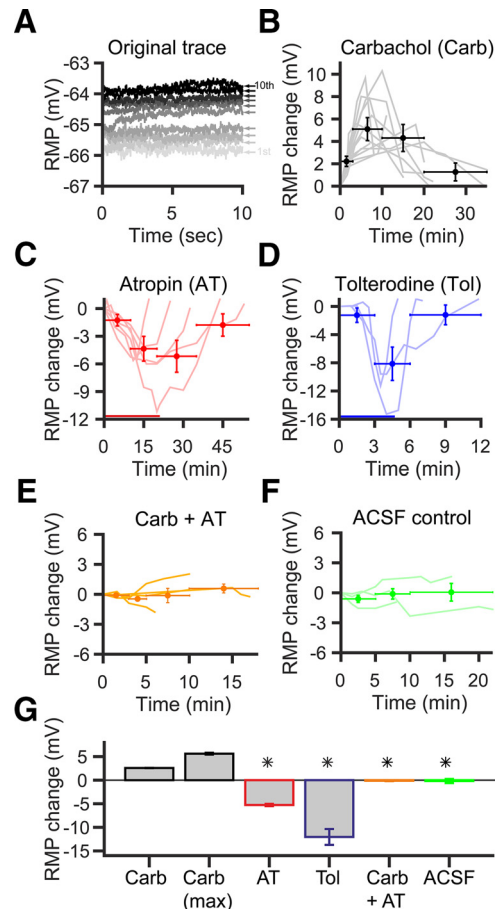 A
Original trace
-63
-64
-65
-66
-67
RMP (mV)
10th
1st
0
5
10
Time (sec)
B
Carbachol (Carb)
10
8
6
4
2
0
RMP change (mV)
0
10
20
30
Time (min)
C
Atropin (AT)
0
-3
-6
-9
-12
RMP change (mV)
0
15
30
45
Time (min)
D
Tolterodine (Tol)
0
-4
-8
-12
-16
RMP change (mV)
0
3
6
9
12
Time (min)
E
Carb + AT
6
3
0
-3
-6
RMP change (mV)
0
5
10
15
Time (min)
F
ACSF control
6
3
0
-3
-6
RMP change (mV)
0
5
10
15
20
Time (min)
G
5
0
-5
-10
-15
RMP change (mV)
* * * *
Carb
Carb
(max)
AT
Tol
Carb
+ AT
ACSF